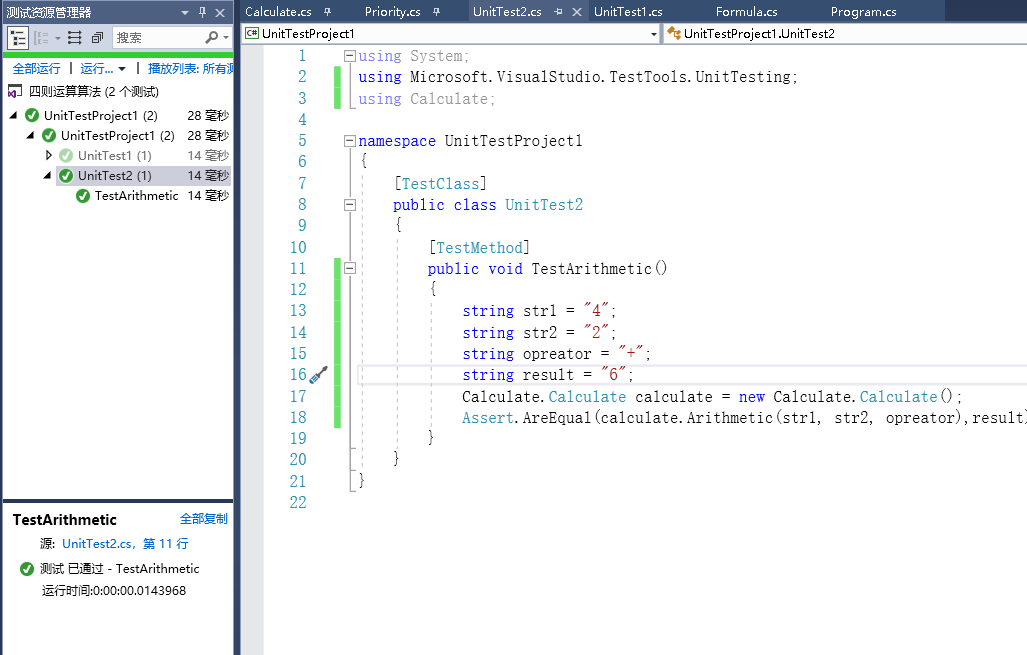 测试资源管理器
搜索
全部运行 | 运行... | 播放列表: 所有测
四则运算算法 (2 个测试)
UnitTestProject1 (2) 28 毫秒
UnitTestProject1 (2) 28 毫秒
UnitTest1 (1) 14 毫秒
UnitTest2 (1) 14 毫秒
TestArithmetic 14 毫秒
TestArithmetic 全部复制
源: UnitTest2.cs, 第 11 行
测试 已通过 - TestArithmetic
运行时间:0:00:00.0143968
Calculate.cs Priority.cs UnitTest2.cs UnitTest1.cs Formula.cs Program.cs
C# UnitTestProject1 UnitTestProject1.UnitTest2
1 using System;
2 using Microsoft.VisualStudio.TestTools.UnitTesting;
3 using Calculate;
4
5 namespace UnitTestProject1
6 {
7 [TestClass]
8 public class UnitTest2
9 {
10 [TestMethod]
11 public void TestArithmetic()
12 {
13 string str1 = "4";
14 string str2 = "2";
15 string opreator = "+";
16 string result = "6";
17 Calculate.Calculate calculate = new Calculate.Calculate();
18 Assert.AreEqual(calculate.Arithmetic(str1, str2, opreator),result)
19 }
20 }
21 }
22